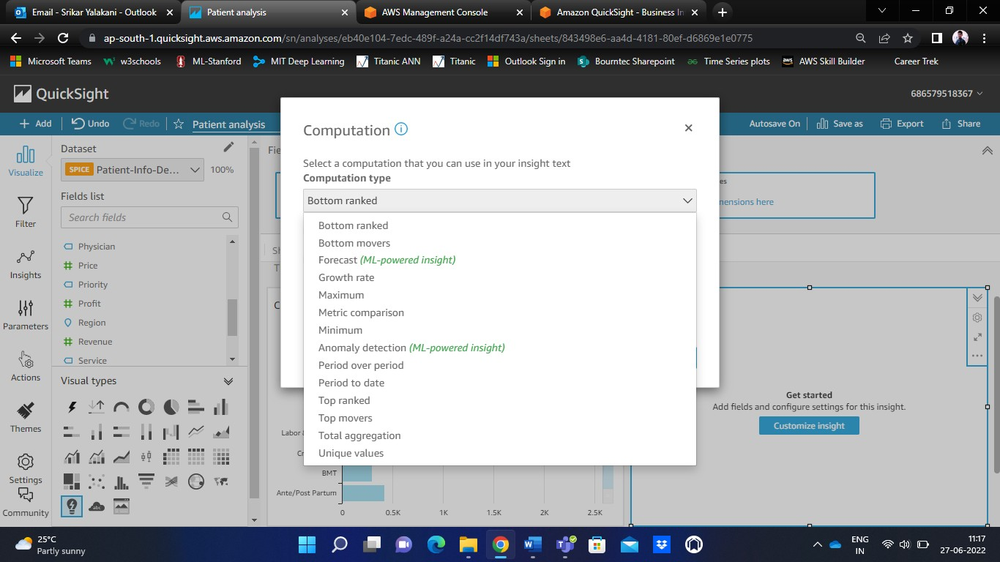 Email - Srikar Yalakani - Outlook
Patient analysis
AWS Management Console
Amazon QuickSight - Business In
ap-south-1.quicksight.aws.amazon.com/sn/analyses/eb40e104-7edc-489f-a24a-cc2f14df743a/sheets/843498e6-aa4d-4181-80ef-d6869e1e0775
Microsoft Teams
w3schools
ML-Stanford
MIT Deep Learning
Titanic ANN
Titanic
Outlook Sign in
Bourntec Sharepoint
Time Series plots
AWS Skill Builder
Career Trek
QuickSight
686579518367
Add
Undo
Redo
Patient analysis
Autosave On
Save as
Export
Share
Visualize
Filter
Insights
Parameters
Actions
Themes
Settings
Community
Dataset
SPICE Patient-Info-De...
100%
Fields list
Search fields
Physician
Price
Priority
Profit
Region
Revenue
Service
Visual types
Computation
Select a computation that you can use in your insight text
Computation type
Bottom ranked
Bottom ranked
Bottom movers
Forecast (ML-powered insight)
Growth rate
Maximum
Metric comparison
Minimum
Anomaly detection (ML-powered insight)
Period over period
Period to date
Top ranked
Top movers
Total aggregation
Unique values
Fie
es
mensions here
Sh
T
C
Labor
Cr
BMT
Ante/Post Partum
0 0.5K 1K 1.5K 2K 2.5K
Get started
Add fields and configure settings for this insight.
Customize insight
25°C
Partly sunny
ENG
IN
11:17
27-06-2022